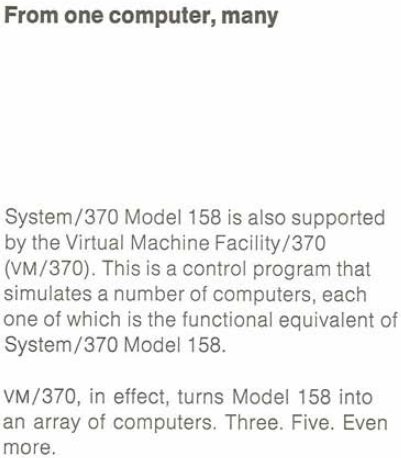 From one computer, many
System/370 Model 158 is also supported
by the Virtual Machine Facility/370
(VM/370). This is a control program that
simulates a number of computers, each
one of which is the functional equivalent of
System/370 Model 158.
VM/370, in effect, turns Model 158 into
an array of computers. Three. Five. Even
more.